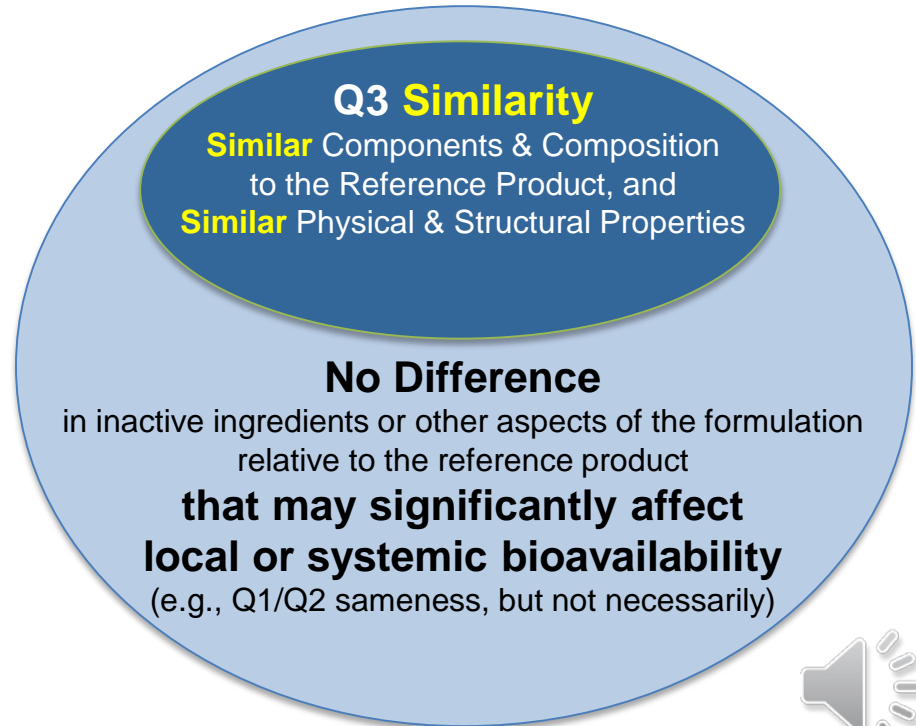 Q3 Similarity
Similar Components & Composition
to the Reference Product, and
Similar Physical & Structural Properties
No Difference
in inactive ingredients or other aspects of the formulation
relative to the reference product
that may significantly affect
local or systemic bioavailability
(e.g., Q1/Q2 sameness, but not necessarily)